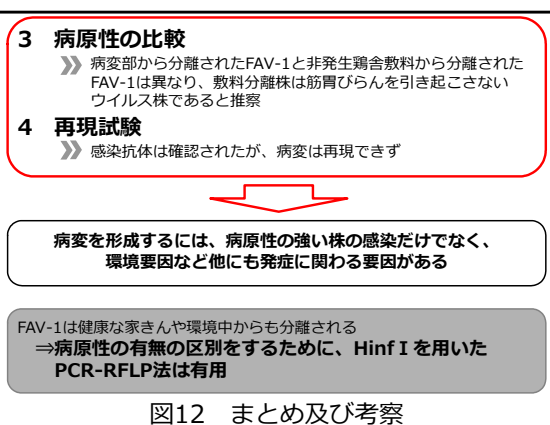 3 病原性の比較
病変部から分離されたFAV-1と非発生鶏舎敷料から分離された
FAV-1は異なり、敷料分離株は筋胃びらんを引き起こさない
ウイルス株であると推察
4 再現試験
感染抗体は確認されたが、病変は再現できず
病変を形成するには、病原性の強い株の感染だけでなく、
環境要因など他にも発症に関わる要因がある
FAV-1は健康な家きんや環境中からも分離される
⇒病原性の有無の区別をするために、HinfⅠを用いた
PCR-RFLP法は有用
図12 まとめ及び考察